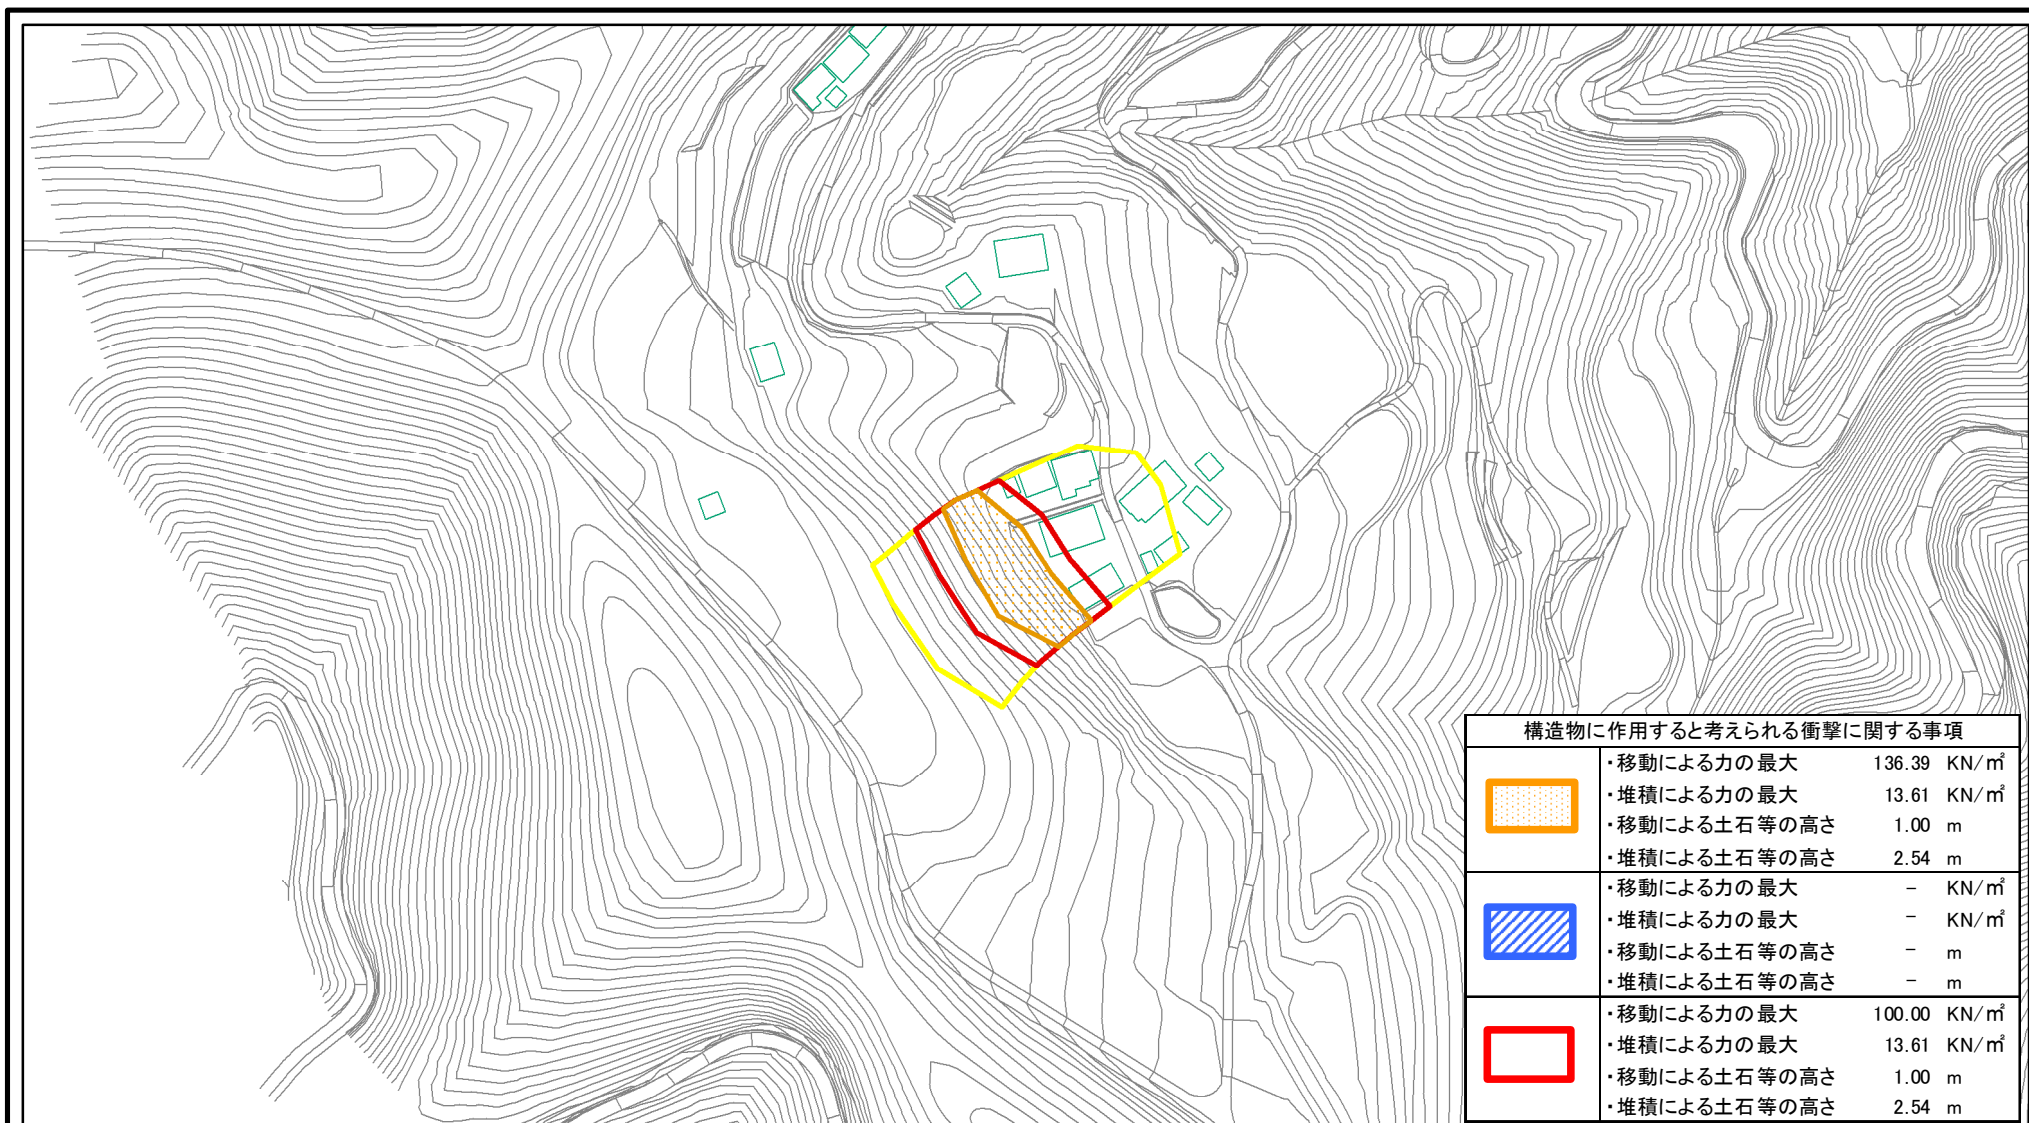 構造物に作用すると考えられる衝撃に関する事項
・移動による力の最大 136.39 KN/㎡
・堆積による力の最大 13.61 KN/㎡
・移動による土石等の高さ 1.00 m
・堆積による土石等の高さ 2.54 m
・移動による力の最大 － KN/㎡
・堆積による力の最大 － KN/㎡
・移動による土石等の高さ － m
・堆積による土石等の高さ － m
・移動による力の最大 100.00 KN/㎡
・堆積による力の最大 13.61 KN/㎡
・移動による土石等の高さ 1.00 m
・堆積による土石等の高さ 2.54 m